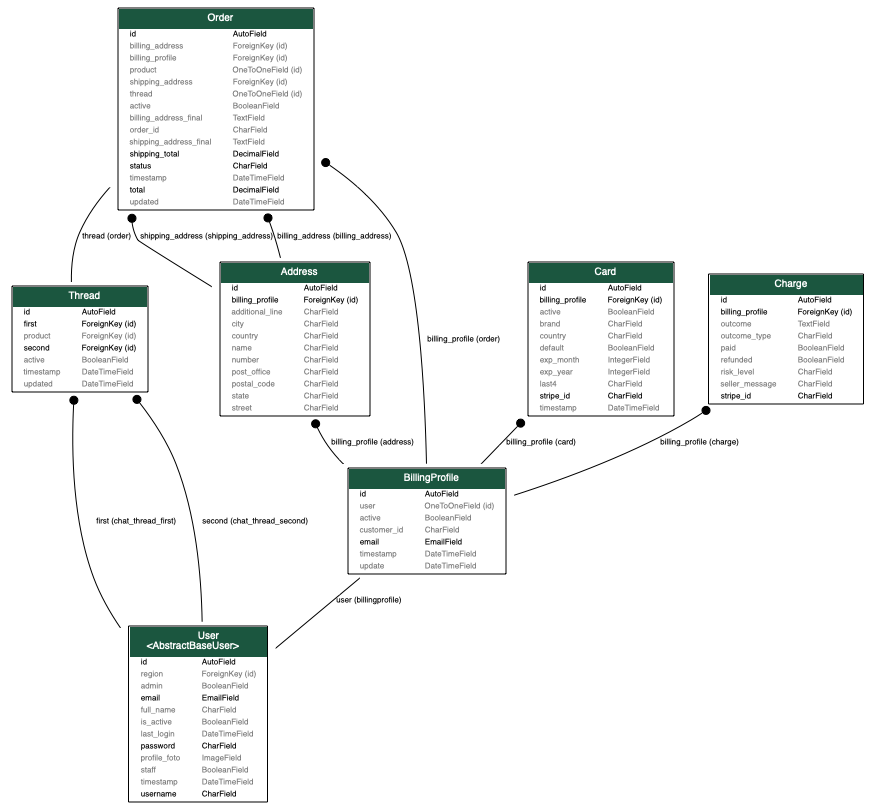 Order
id AutoField
billing_address ForeignKey (id)
billing_profile ForeignKey (id)
product OneToOneField (id)
shipping_address ForeignKey (id)
thread OneToOneField (id)
active BooleanField
billing_address_final TextField
order_id CharField
shipping_address_final TextField
shipping_total DecimalField
status CharField
timestamp DateTimeField
total DecimalField
updated DateTimeField
thread (order)
shipping_address (shipping_address)
billing_address (billing_address)
billing_profile (order)
Thread
id AutoField
first ForeignKey (id)
product ForeignKey (id)
second ForeignKey (id)
active BooleanField
timestamp DateTimeField
updated DateTimeField
Address
id AutoField
billing_profile ForeignKey (id)
additional_line CharField
city CharField
country CharField
name CharField
number CharField
post_office CharField
postal_code CharField
state CharField
street CharField
Card
id AutoField
billing_profile ForeignKey (id)
active BooleanField
brand CharField
country CharField
default BooleanField
exp_month IntegerField
exp_year IntegerField
last4 CharField
stripe_id CharField
timestamp DateTimeField
Charge
id AutoField
billing_profile ForeignKey (id)
outcome TextField
outcome_type CharField
paid BooleanField
refunded BooleanField
risk_level CharField
seller_message CharField
stripe_id CharField
billing_profile (address)
billing_profile (card)
billing_profile (charge)
BillingProfile
id AutoField
user OneToOneField (id)
active BooleanField
customer_id CharField
email EmailField
timestamp DateTimeField
update DateTimeField
first (chat_thread_first)
second (chat_thread_second)
user (billingprofile)
User
<AbstractBaseUser>
id AutoField
region ForeignKey (id)
admin BooleanField
email EmailField
full_name CharField
is_active BooleanField
last_login DateTimeField
password CharField
profile_foto ImageField
staff BooleanField
timestamp DateTimeField
username CharField